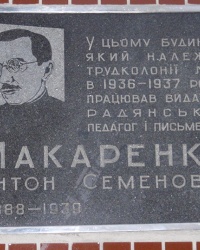 У ЦЬОМУ БУДИН
ЯКИЙ НАЛЕЖ
ТРУДКОЛОНІЇ
В 1936-1937 Р
ПРАЦЮВАВ ВИДА
РАДЯНСЬК
ПЕДАГОГ І ПИСЬМЕ
МАКАРЕНК
НТОН СЕМЕНОВ
888-1939